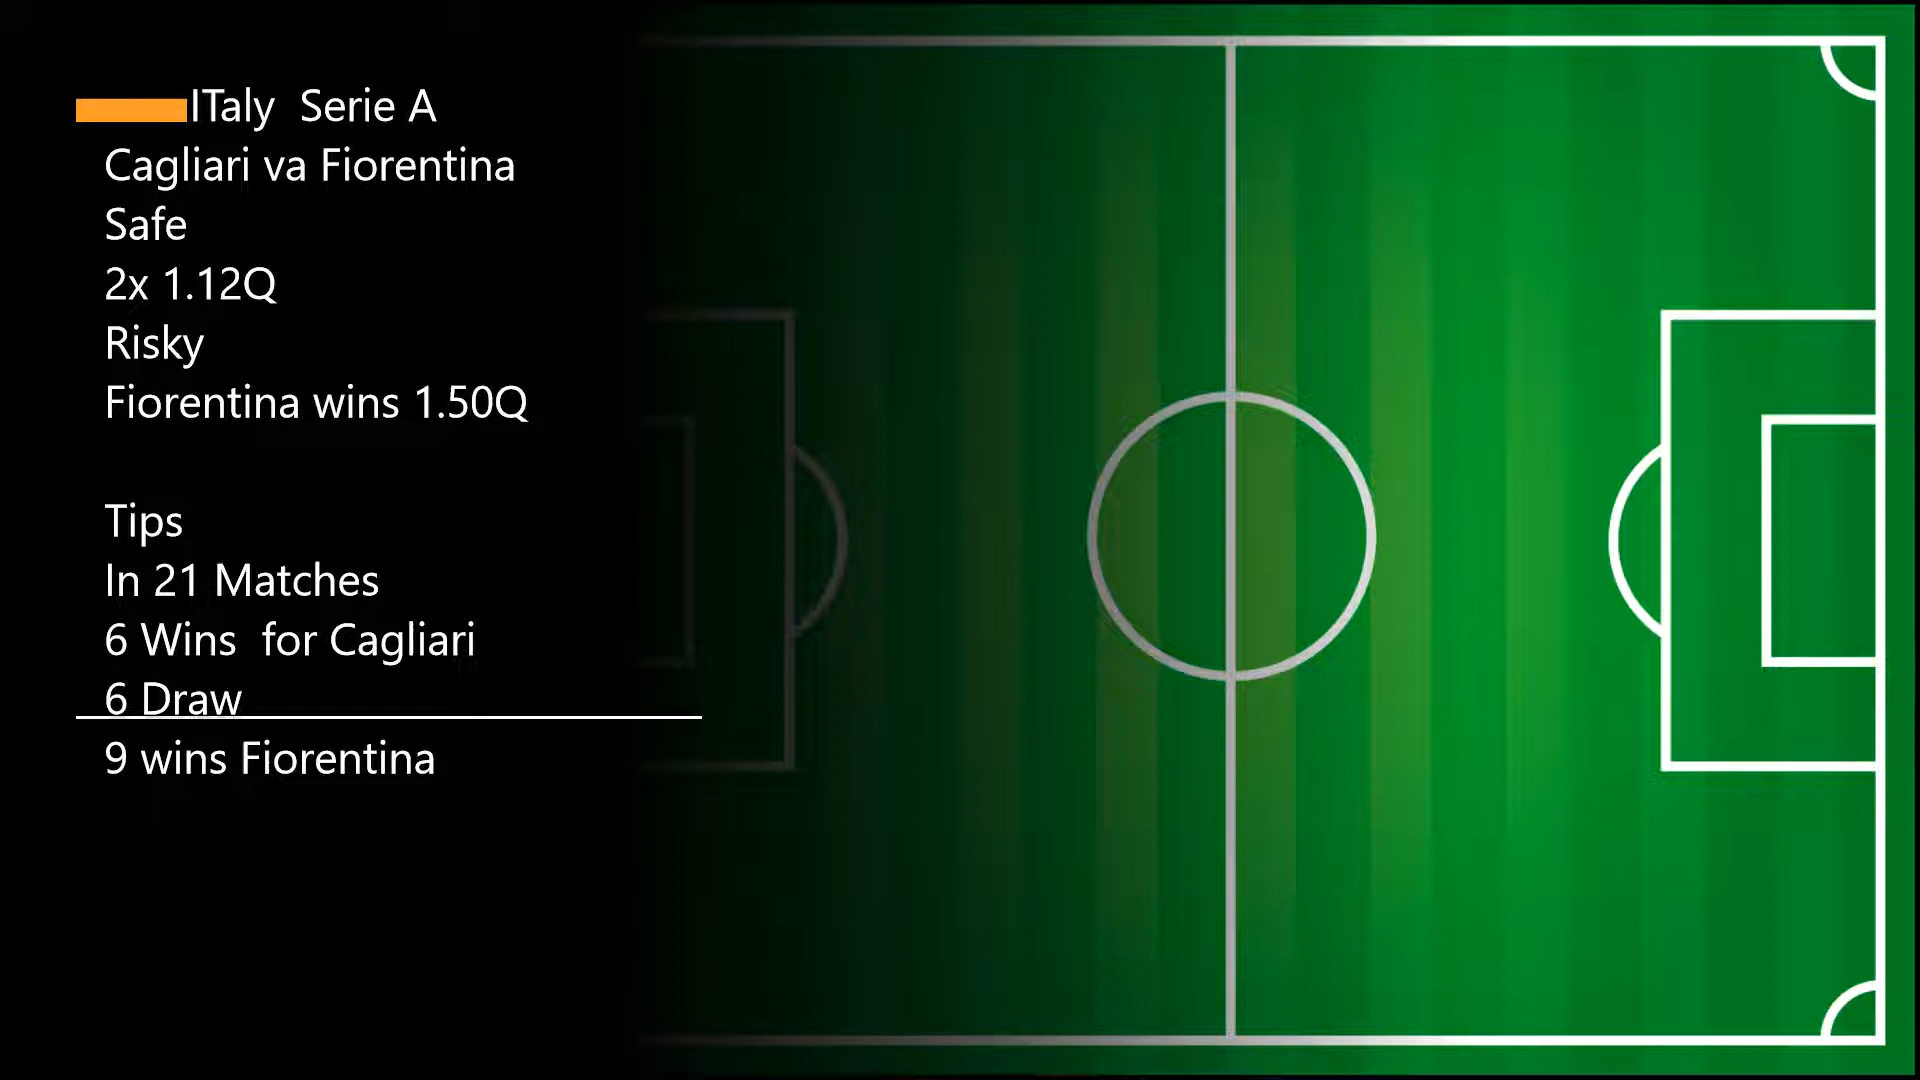 ITaly  Serie A
Cagliari va Fiorentina
Safe
2x 1.12Q
Risky
Fiorentina wins 1.50Q
Tips
In 21 Matches
6 Wins  for Cagliari
6 Draw
9 wins Fiorentina